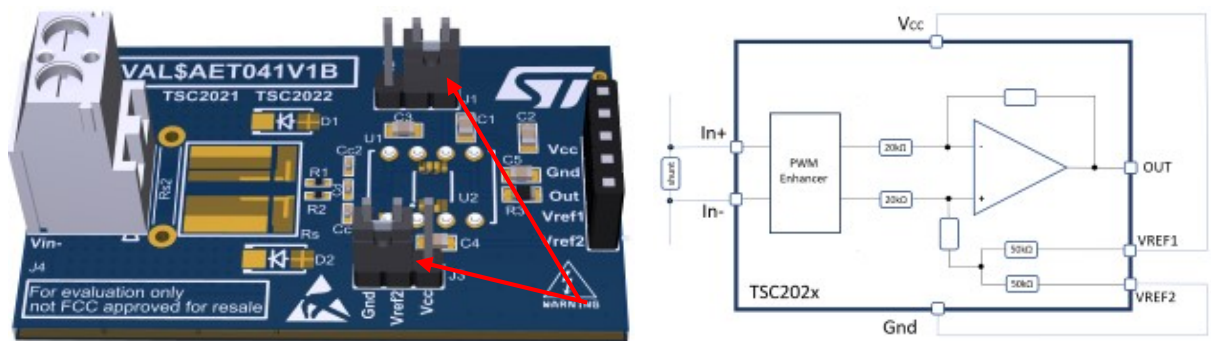 VAL$AET041V1B
TSC2021 TSC2022
D1
J1
ST
C3
C1
C2
U1
Cc2
Vcc
C5
Gnd
R1
Rs2
U2
Out
R2
R3
Vref1
Cc
Rs
Vref2
C4
Vin-
D2
J3
J4
For evaluation only
not FCC approved for resale
Gnd
Vref2
Vcc
WARNING
Vcc
In+
shunt
In-
PWM
Enhancer
20kΩ
20kΩ
-
+
OUT
50kΩ
50kΩ
VREF1
VREF2
TSC202x
Gnd